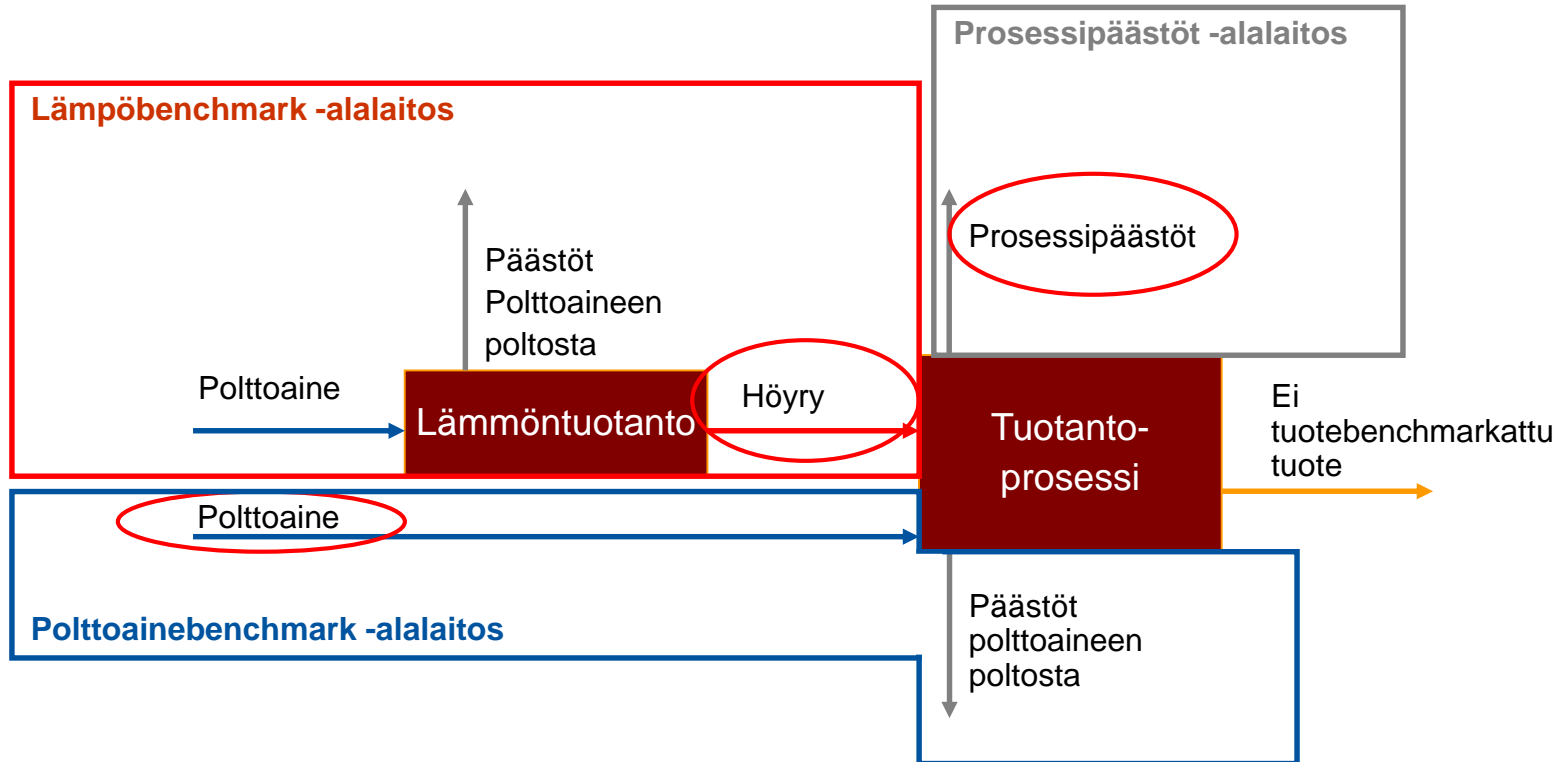 Prosessipäästöt -alalaitos
Lämpöbenchmark -alalaitos
Prosessipäästöt
Päästöt
Polttoaineen
poltosta
Polttoaine
Höyry
Lämmöntuotanto
Tuotanto-
prosessi
Ei
tuotebenchmarkattu
tuote
Polttoaine
Polttoainebenchmark -alalaitos
Päästöt
polttoaineen
poltosta